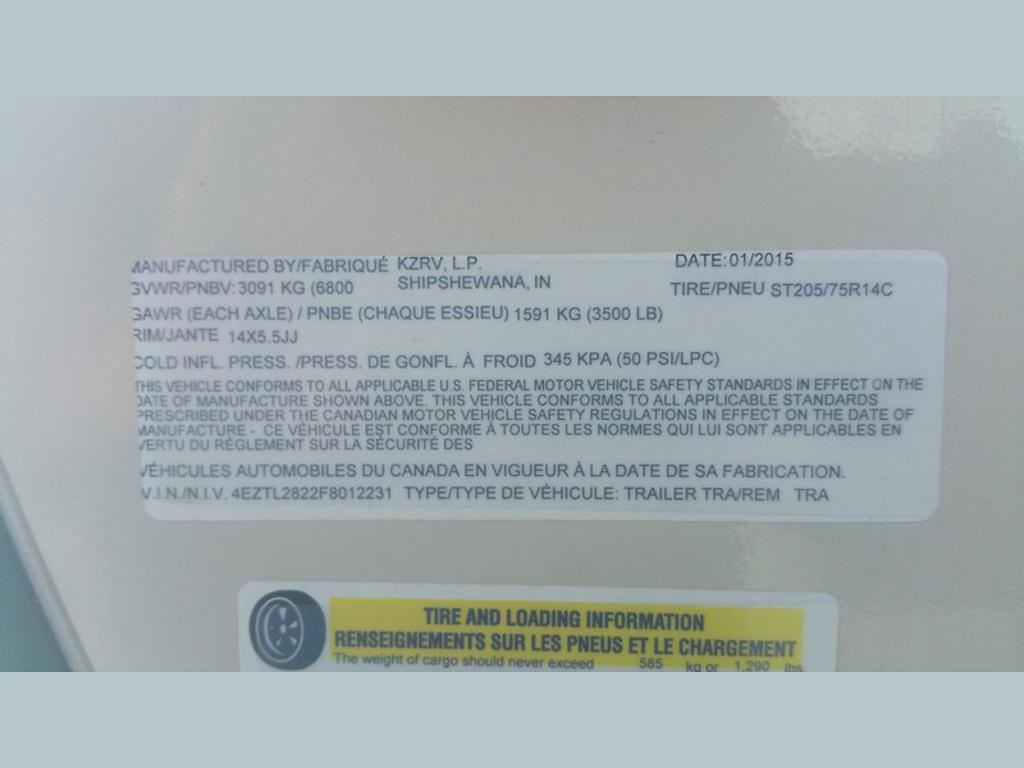 MANUFACTURED BY/FABRIQUÉ KZRV, L.P. DATE: 01/2015
GVWR/PNBV: 3091 KG (6800 SHIPSHEWANA, IN TIRE/PNEU ST205/75R14C
GAWR (EACH AXLE) / PNBE (CHAQUE ESSIEU) 1591 KG (3500 LB)
RIM/JANTE 14X5.5JJ
COLD INFL. PRESS. /PRESS. DE GONFL. À FROID 345 KPA (50 PSI/LPC)
THIS VEHICLE CONFORMS TO ALL APPLICABLE U.S. FEDERAL MOTOR VEHICLE SAFETY STANDARDS IN EFFECT ON THE
DATE OF MANUFACTURE SHOWN ABOVE. THIS VEHICLE CONFORMS TO ALL APPLICABLE STANDARDS
PRESCRIBED UNDER THE CANADIAN MOTOR VEHICLE SAFETY REGULATIONS IN EFFECT ON THE DATE OF
MANUFACTURE - CE VÉHICULE EST CONFORME À TOUTES LES NORMES QUI LUI SONT APPLICABLES EN
VERTU DU RÉGLEMENT SUR LA SÉCURITÉ DES
VÉHICULES AUTOMOBILES DU CANADA EN VIGUEUR À LA DATE DE SA FABRICATION.
V.I.N./N.I.V. 4EZTL2822F8012231 TYPE/TYPE DE VÉHICULE: TRAILER TRA/REM TRA
TIRE AND LOADING INFORMATION
RENSEIGNEMENTS SUR LES PNEUS ET LE CHARGEMENT
The weight of cargo should never exceed 585 kg or 1,290 lbs